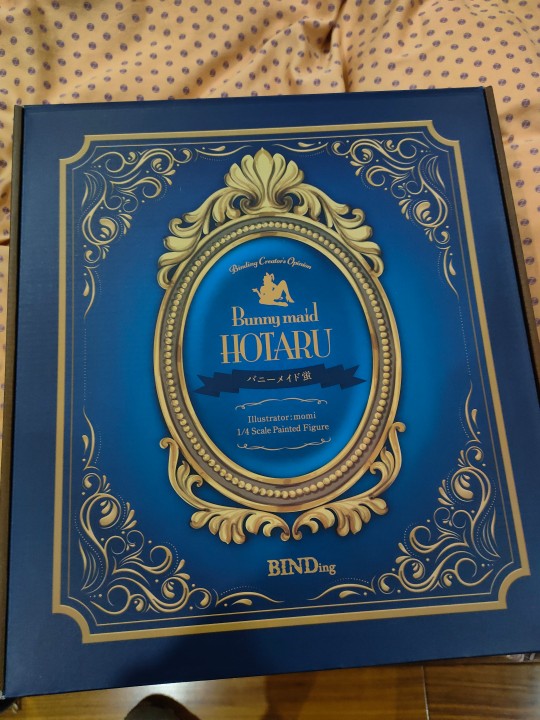 Binding Creator's Opinion
Bunny maid
HOTARU
バニーメイド蛍
Illustrator : momi
1/4 Scale Painted Figure
BINDing